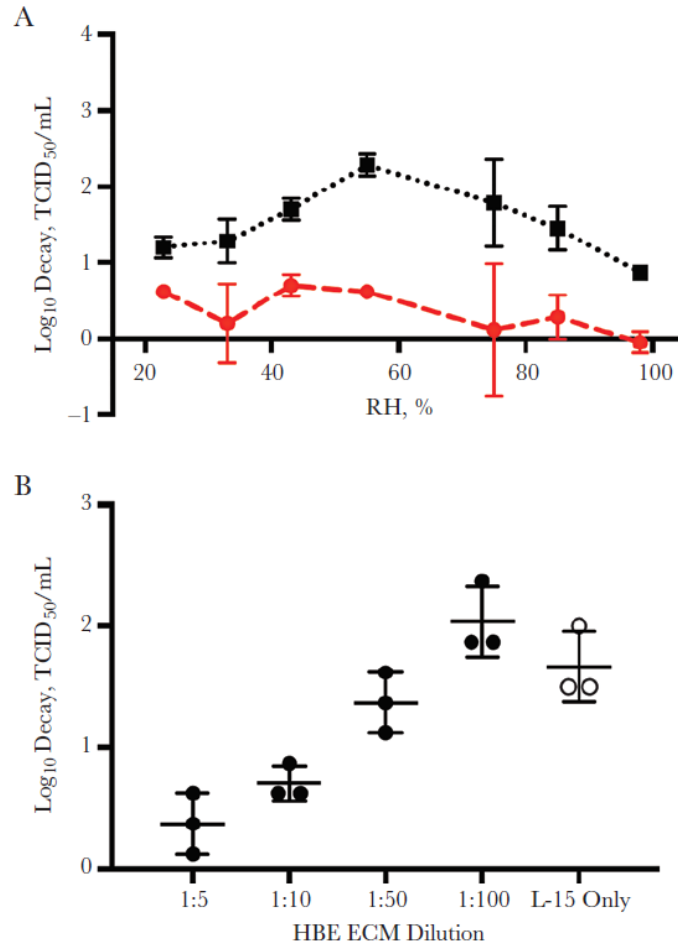 A
Log10 Decay, TCID50/mL
4
3
2
1
0
−1
20 40 60 80 100
RH, %
B
Log10 Decay, TCID50/mL
3
2
1
0
1:5 1:10 1:50 1:100 L-15 Only
HBE ECM Dilution